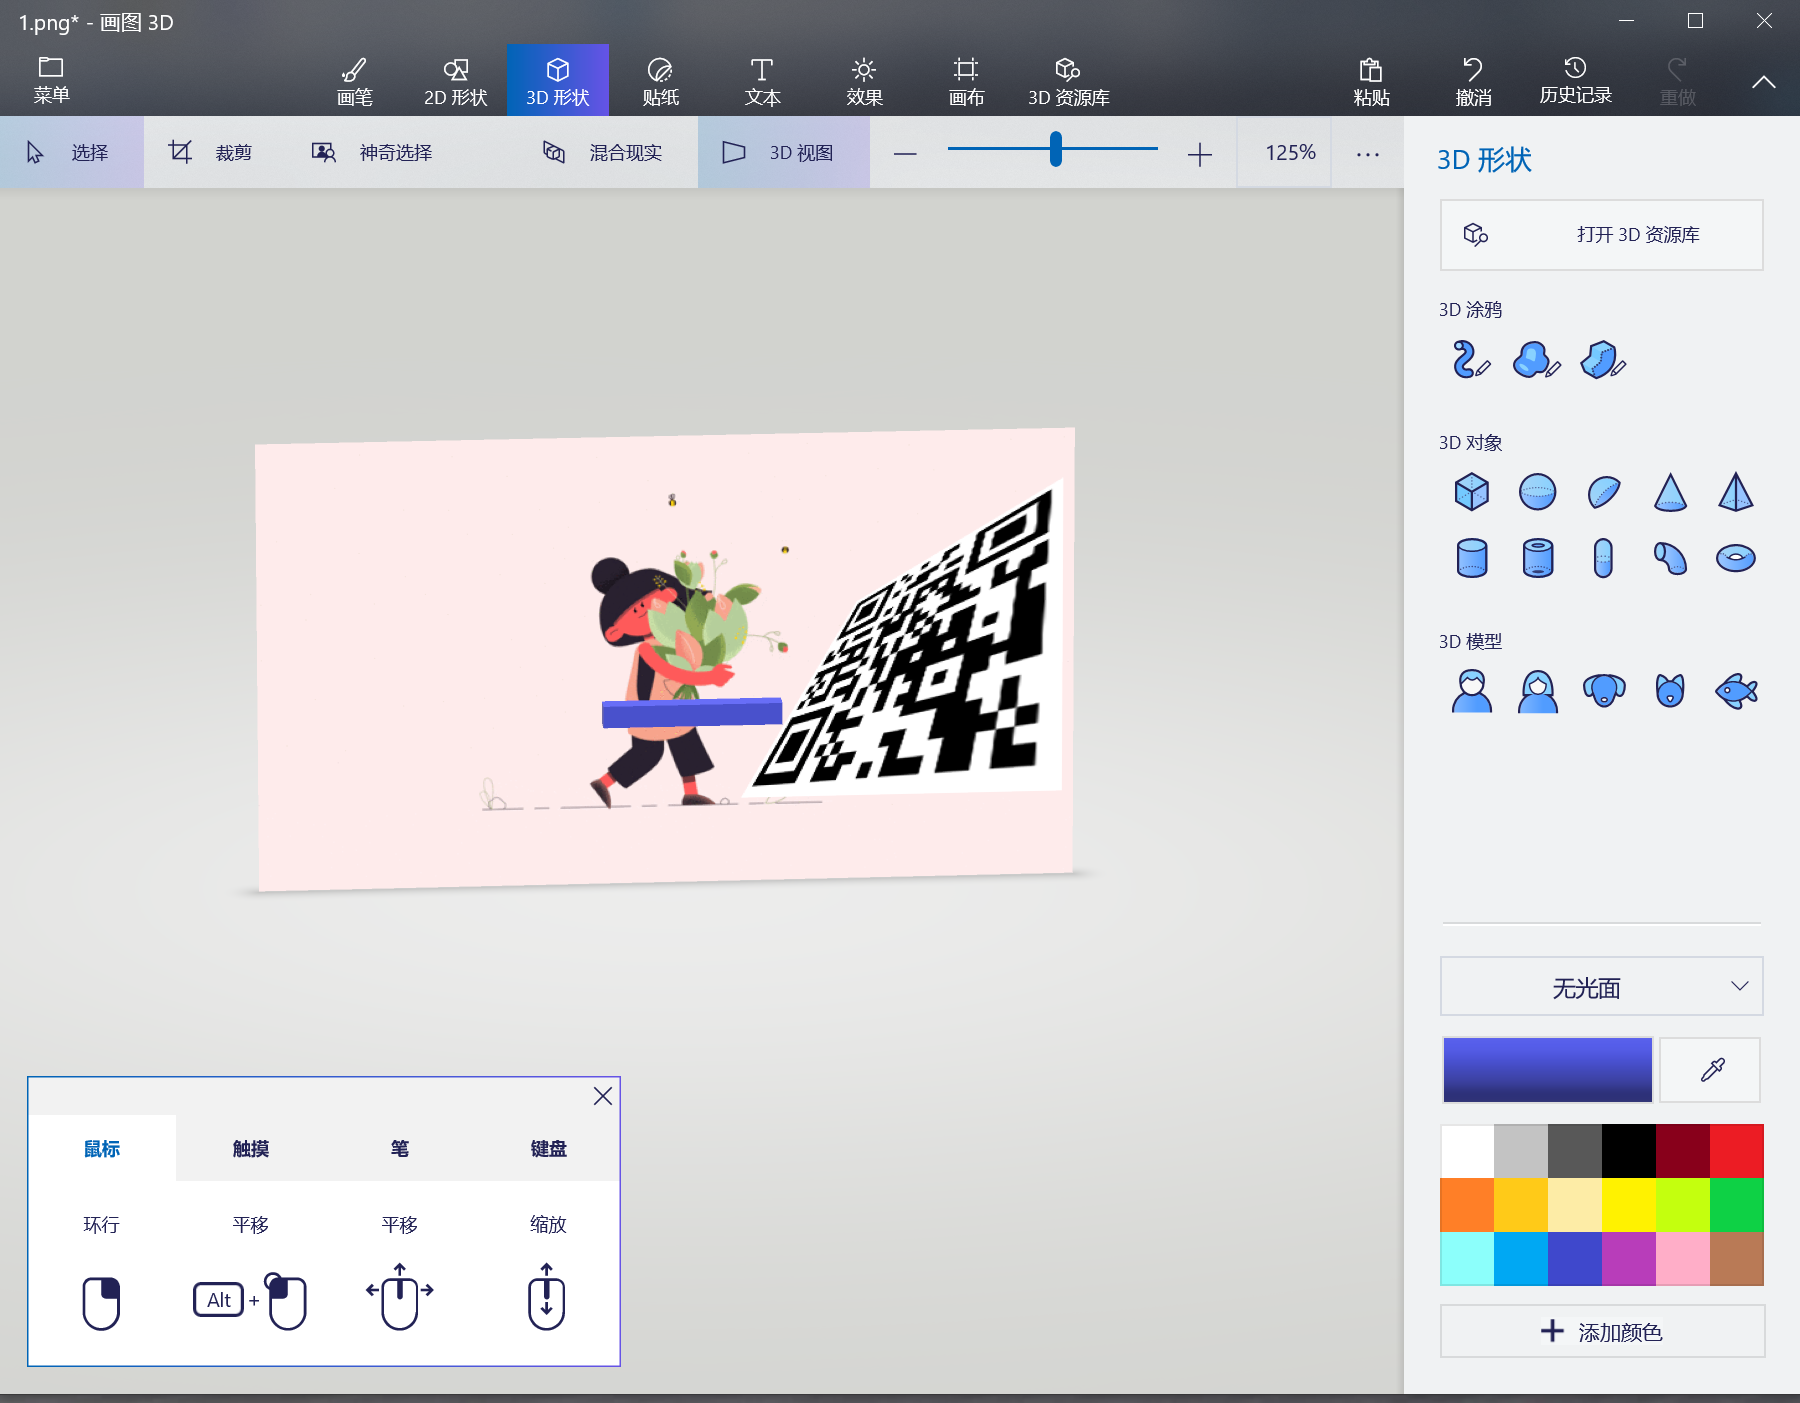 1.png* - 画图 3D
菜单
画笔
2D 形状
3D 形状
贴纸
文本
效果
画布
3D 资源库
粘贴
撤消
历史记录
重做
选择
裁剪
神奇选择
混合现实
3D 视图
125%
3D 形状
打开 3D 资源库
3D 涂鸦
3D 对象
3D 模型
无光面
添加颜色
鼠标
触摸
笔
键盘
环行
平移
平移
缩放
Alt +